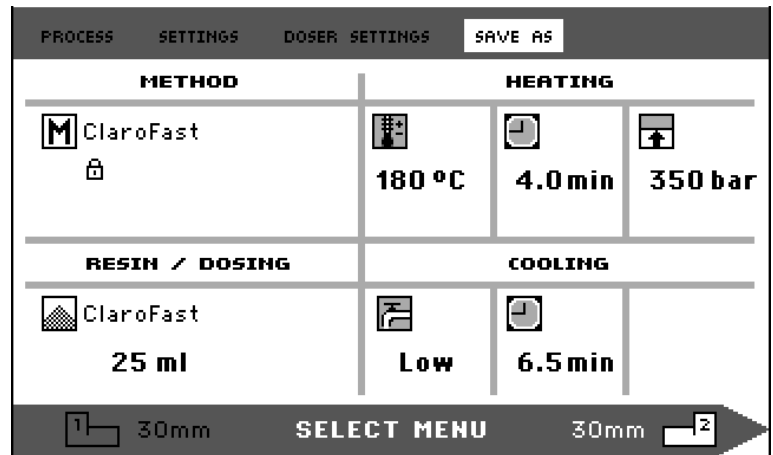 PROCESS SETTINGS DOSER SETTINGS SAVE AS
METHOD HEATING
M ClaroFast
180 ºC 4.0 min 350 bar
RESIN / DOSING COOLING
ClaroFast
25 ml Low 6.5 min
1 30mm SELECT MENU 30mm 2